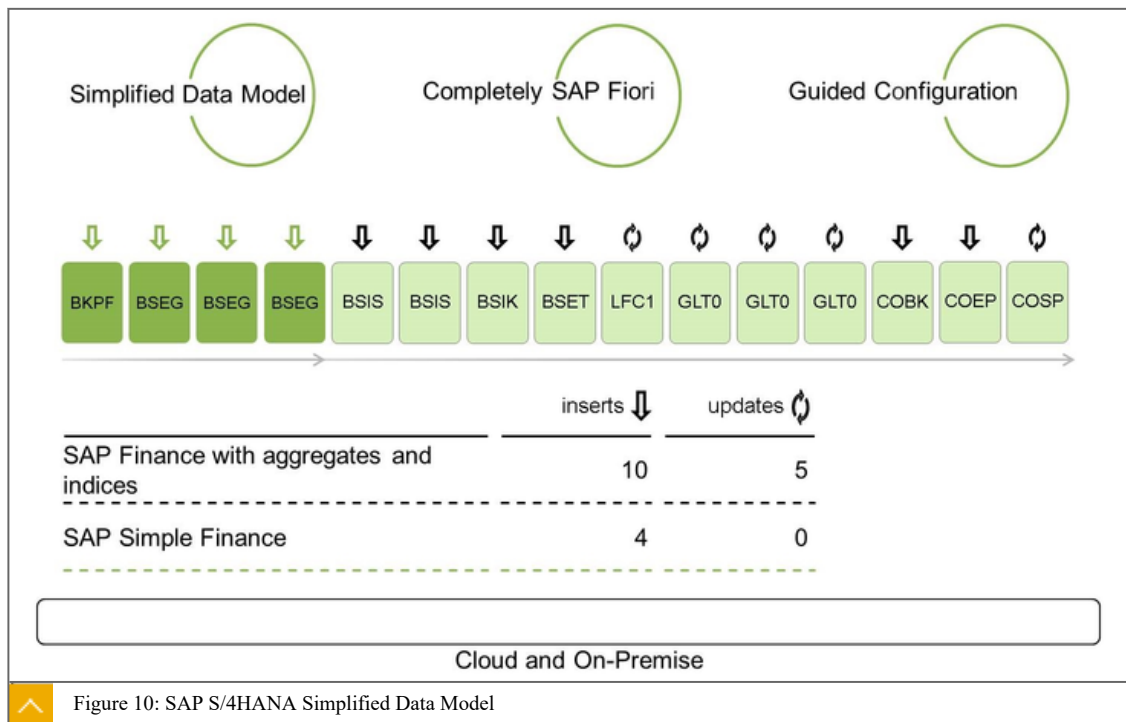 Simplified Data Model
Completely SAP Fiori
Guided Configuration
BKPF BSEG BSEG BSEG BSIS BSIS BSIK BSET LFC1 GLT0 GLT0 GLT0 COBK COEP COSP
inserts updates
SAP Finance with aggregates and
indices
10 5
SAP Simple Finance 4 0
Cloud and On-Premise
Figure 10: SAP S/4HANA Simplified Data Model